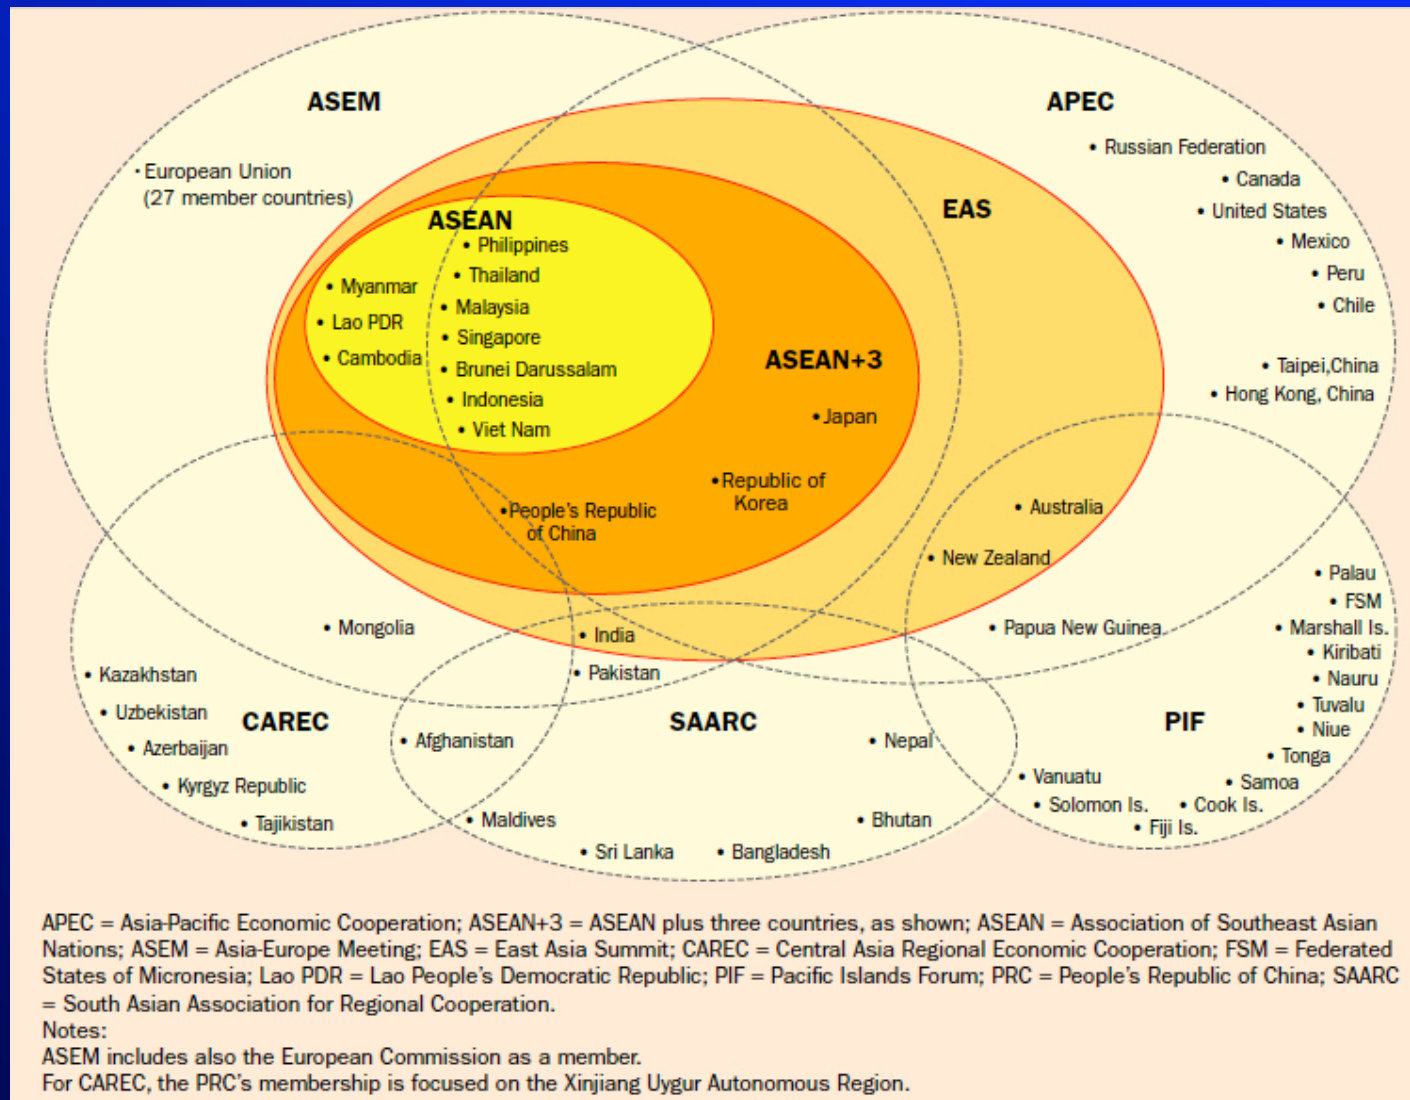 ASEM
APEC
• Russian Federation
• European Union
(27 member countries)
• Canada
EAS
• United States
ASEAN
• Philippines
• Mexico
• Thailand
• Peru
• Myanmar
• Malaysia
• Chile
• Lao PDR
• Singapore
• Cambodia
ASEAN+3
• Brunei Darussalam
• Taipei,China
• Indonesia
• Hong Kong, China
• Japan
• Viet Nam
• Republic of
Korea
• People's Republic
of China
• Australia
• New Zealand
• Palau
• FSM
• Mongolia
• India
• Papua New Guinea
• Marshall Is.
• Kiribati
• Kazakhstan
• Pakistan
• Nauru
• Tuvalu
• Uzbekistan
CAREC
SAARC
PIF
• Niue
• Azerbaijan
• Afghanistan
• Nepal
• Tonga
• Kyrgyz Republic
• Vanuatu
• Samoa
• Solomon Is.
• Cook Is.
• Tajikistan
• Maldives
• Bhutan
• Fiji Is.
• Sri Lanka
• Bangladesh
APEC = Asia-Pacific Economic Cooperation; ASEAN+3 = ASEAN plus three countries, as shown; ASEAN = Association of Southeast Asian
Nations; ASEM = Asia-Europe Meeting; EAS = East Asia Summit; CAREC = Central Asia Regional Economic Cooperation; FSM = Federated
States of Micronesia; Lao PDR = Lao People's Democratic Republic; PIF = Pacific Islands Forum; PRC = People's Republic of China; SAARC
= South Asian Association for Regional Cooperation.
Notes:
ASEM includes also the European Commission as a member.
For CAREC, the PRC's membership is focused on the Xinjiang Uygur Autonomous Region.